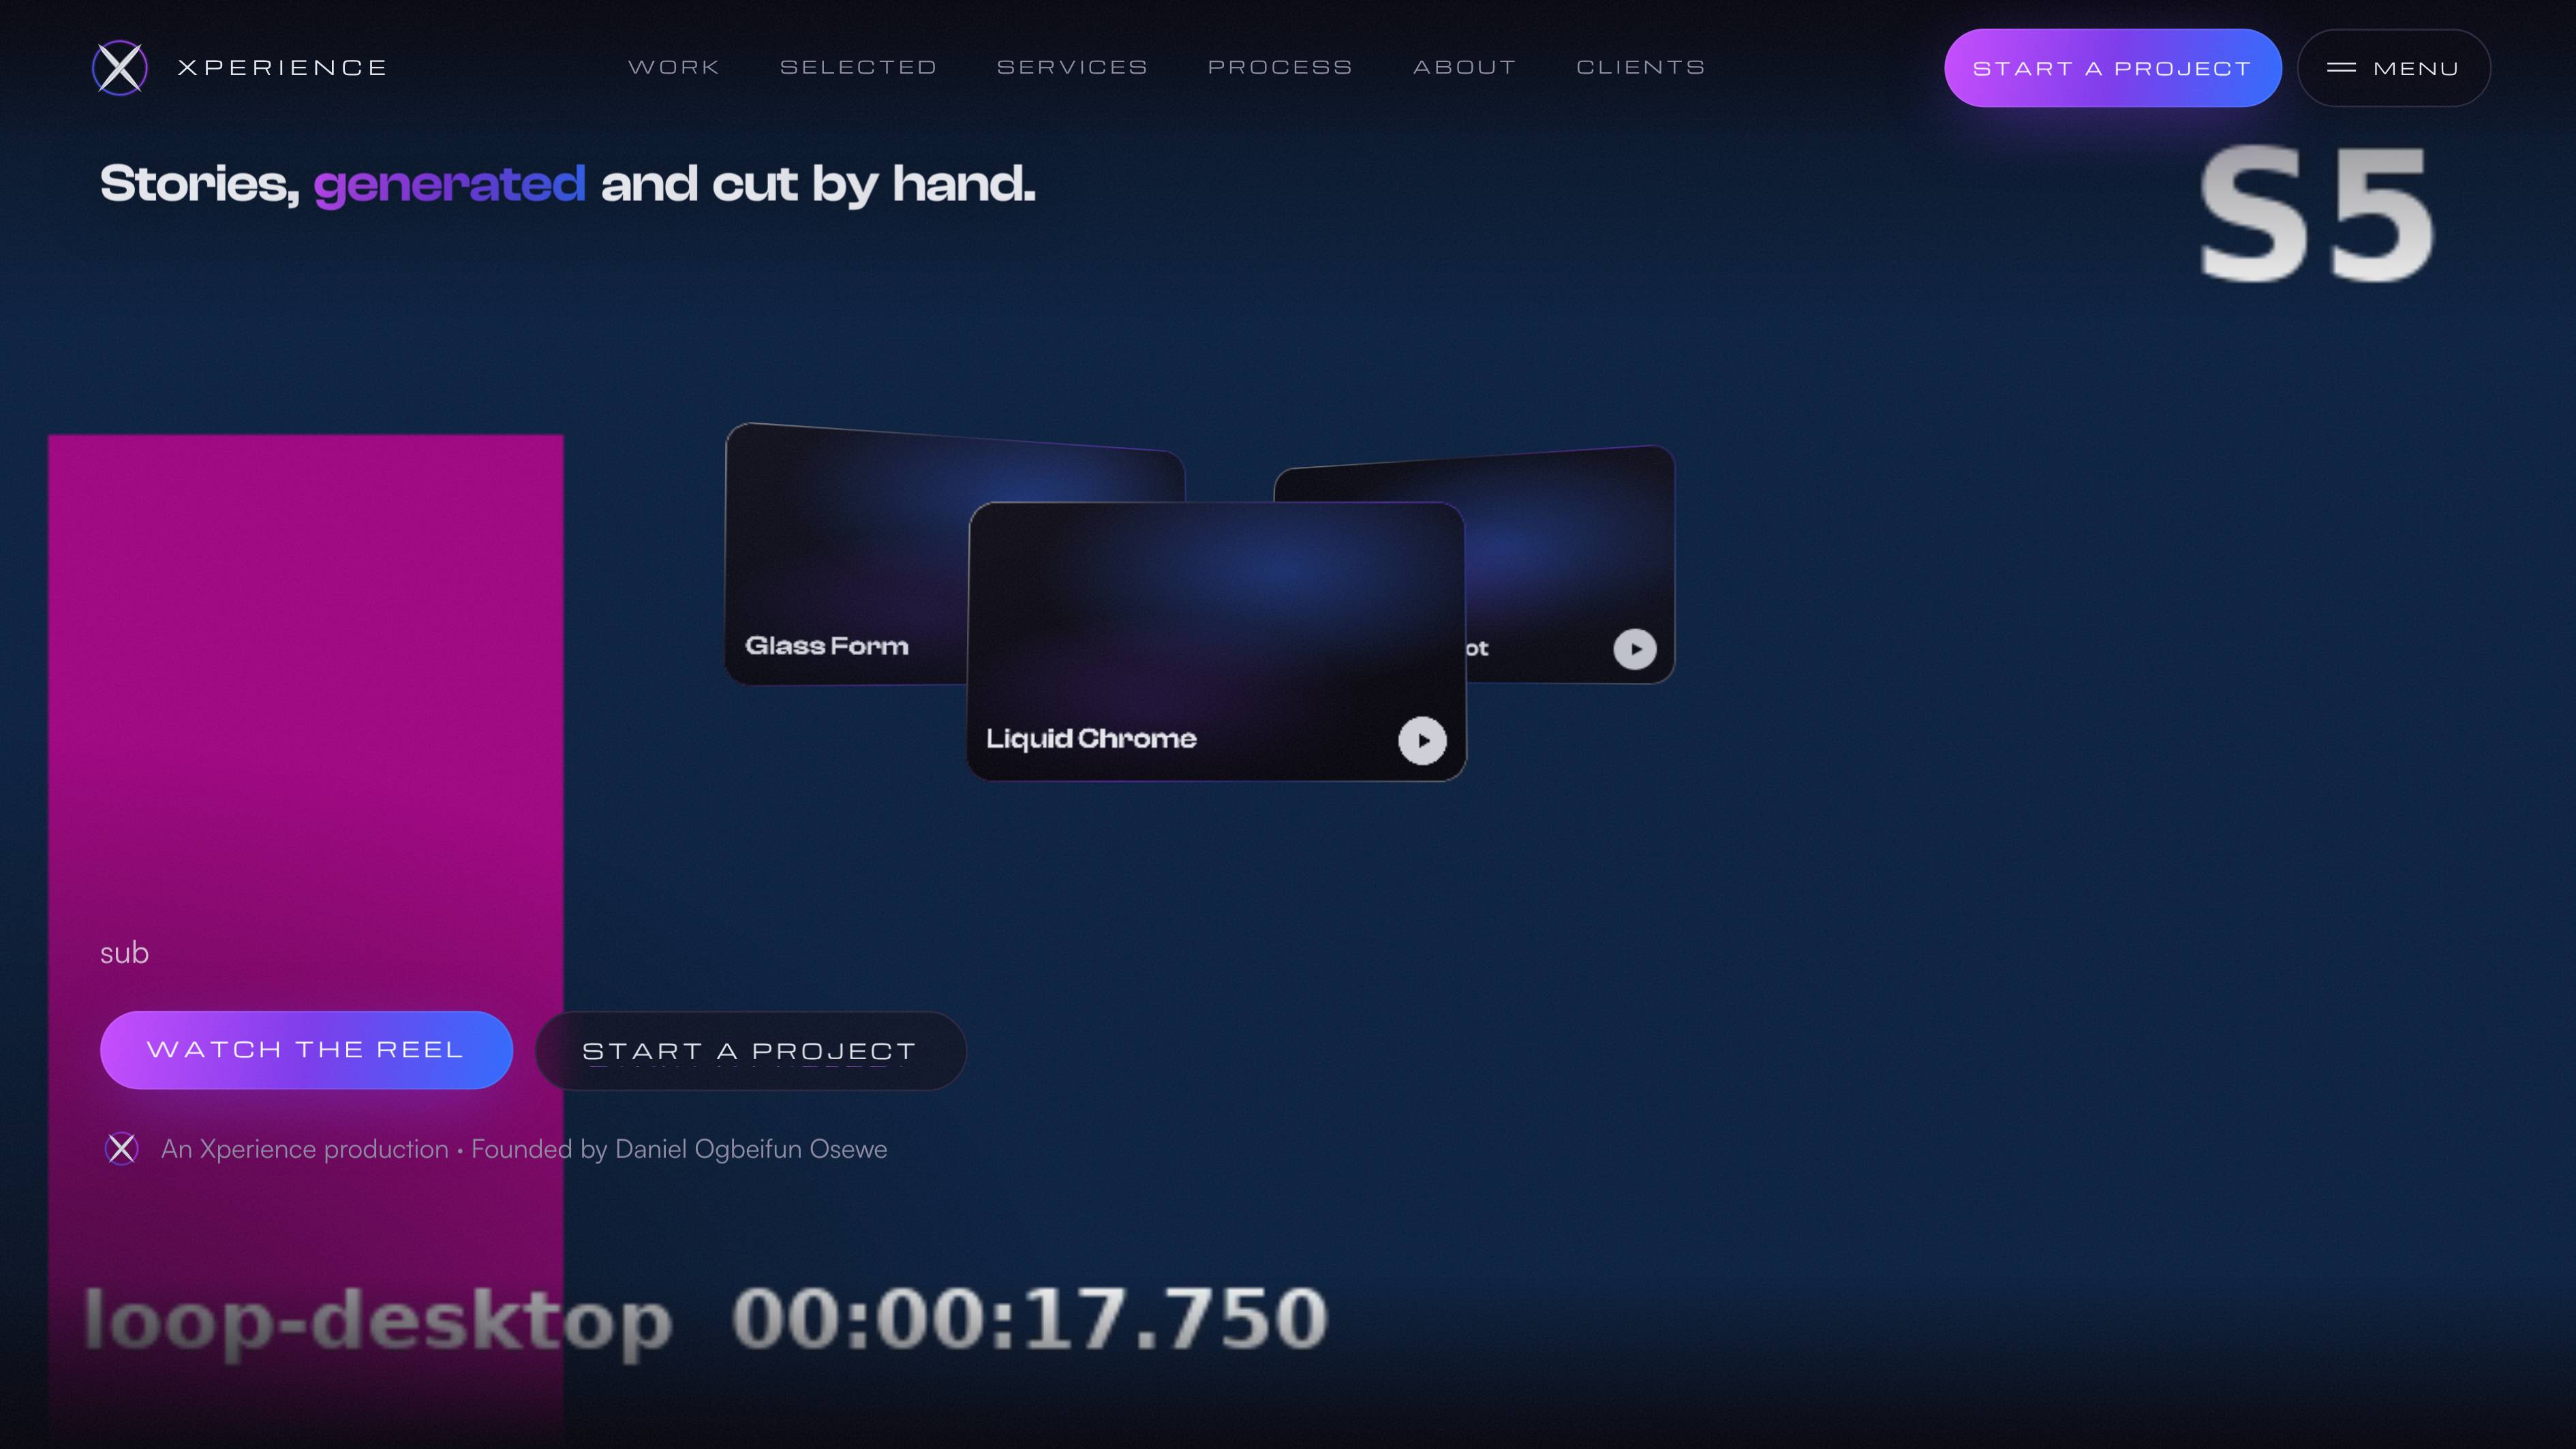 XPERIENCE
WORK SELECTED SERVICES PROCESS ABOUT CLIENTS
START A PROJECT
MENU
Stories, generated and cut by hand.
S5
Glass Form
ot
Liquid Chrome
sub
WATCH THE REEL
START A PROJECT
An Xperience production · Founded by Daniel Ogbeifun Osewe
loop-desktop 00:00:17.750